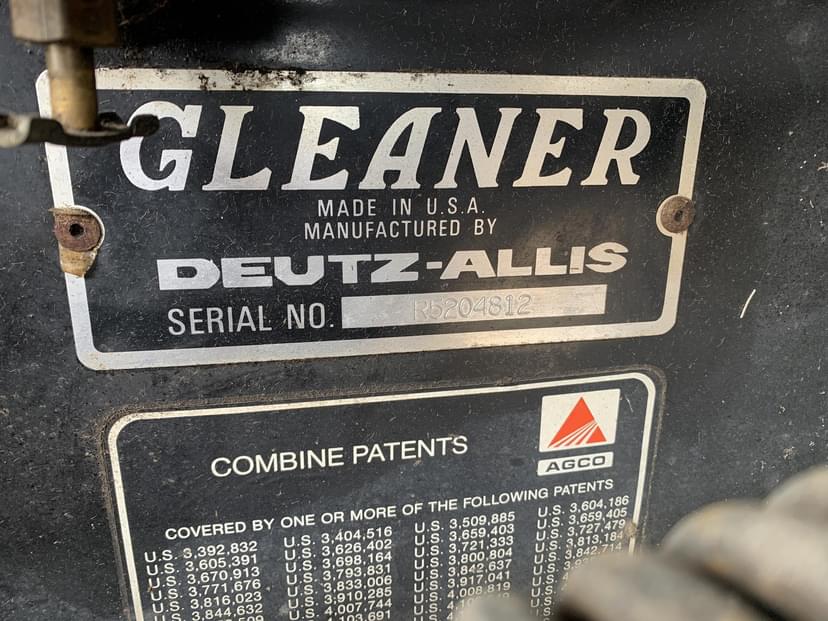 GLEANER
MADE IN U.S.A.
MANUFACTURED BY
DEUTZ-ALLIS
SERIAL NO. R5204812
AGCO
COMBINE PATENTS
COVERED BY ONE OR MORE OF THE FOLLOWING PATENTS
U.S. 3,392,832 U.S. 3,404,516 U.S. 3,509,885 U.S. 3,604,186
U.S. 3,605,391 U.S. 3,626,402 U.S. 3,659,403 U.S. 3,659,405
U.S. 3,670,913 U.S. 3,698,164 U.S. 3,721,333 U.S. 3,727,479
U.S. 3,771,676 U.S. 3,793,831 U.S. 3,800,804 U.S. 3,813,184
U.S. 3,816,023 U.S. 3,833,006 U.S. 3,842,637 U.S. 3,842,714
U.S. 3,844,632 U.S. 3,910,285 U.S. 3,917,041
U.S. 4,007,744 U.S. 4,008,819